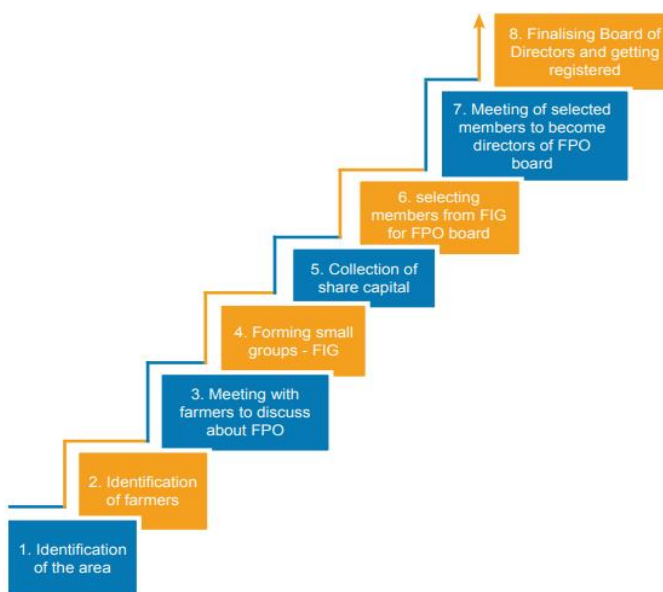 8. Finalising Board of
Directors and getting
registered
7. Meeting of selected
members to become
directors of FPO
board
6. selecting
members from FIG
for FPO board
5. Collection of
share capital
4. Forming small
groups - FIG
3. Meeting with
farmers to discuss
about FPO
2. Identification
of farmers
1. Identification
of the area